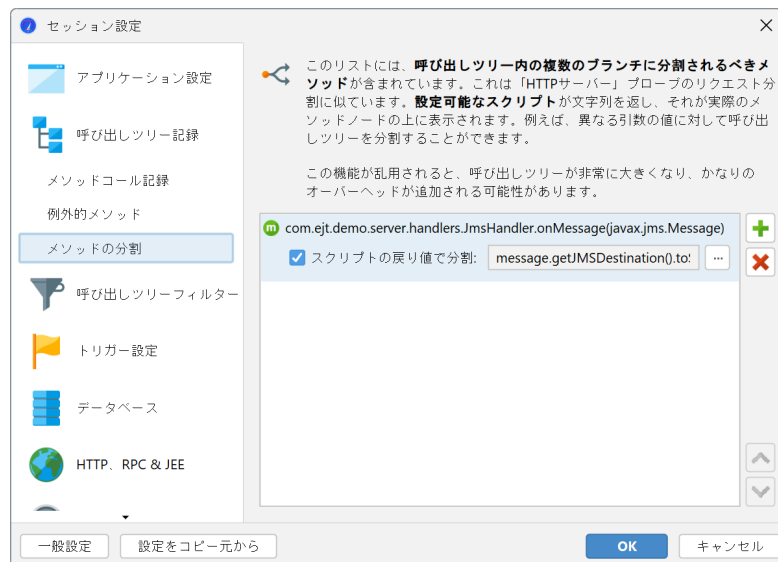 セッション設定
アプリケーション設定
呼び出しツリー記録
メソッドコール記録
例外的メソッド
メソッドの分割
呼び出しツリーフィルター
トリガー設定
データベース
HTTP、RPC & JEE
このリストには、呼び出しツリー内の複数のブランチに分割されるべきメ
ソッドが含まれています。これは「HTTPサーバー」プローブのリクエスト分
割に似ています。設定可能なスクリプトが文字列を返し、それが実際のメ
ソッドノードの上に表示されます。例えば、異なる引数の値に対して呼び出
しツリーを分割することができます。
この機能が乱用されると、呼び出しツリーが非常に大きくなり、かなりの
オーバーヘッドが追加される可能性があります。
com.ejt.demo.server.handlers.JmsHandler.onMessage(javax.jms.Message)
スクリプトの戻り値で分割: message.getJMSDestination().to ...
一般設定 設定をコピー元から OK キャンセル